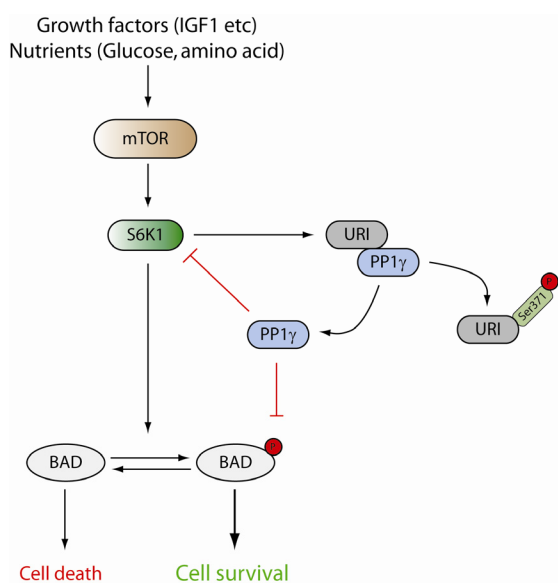 Growth factors (IGF1 etc)
Nutrients (Glucose, amino acid)
mTOR
S6K1
URI
PP1γ
P
Ser371
URI
PP1γ
P
BAD
BAD
Cell death
Cell survival